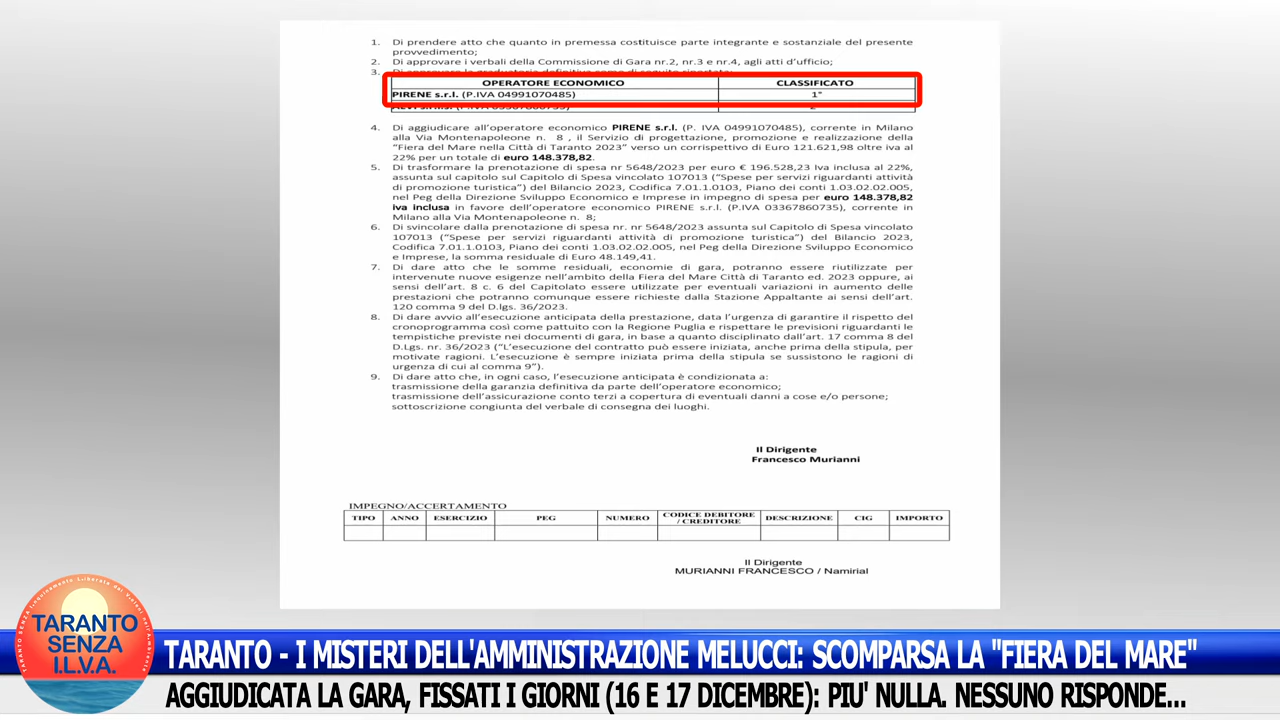 1. Di prendere atto che quanto in premessa costituisce parte integrante e sostanziale del presente
provvedimento;
2. Di approvare i verbali della Commissione di Gara nr.2, nr.3 e nr.4, agli atti d'ufficio;
3.
OPERATORE ECONOMICO CLASSIFICATO
PIRENE s.r.l. (P.IVA 04991070485) 1°
4. Di aggiudicare all'operatore economico PIRENE s.r.l. (P. IVA 04991070485), corrente in Milano
alla Via Montenapoleone n. 8 , il Servizio di progettazione, promozione e realizzazione della
"Fiera del Mare nella Città di Taranto 2023" verso un corrispettivo di Euro 121.621,98 oltre iva al
22% per un totale di euro 148.378,82.
5. Di trasformare la prenotazione di spesa nr 5648/2023 per euro € 196.528,23 Iva inclusa al 22%,
assunta sul capitolo sul Capitolo di Spesa vincolato 107013 ("Spese per servizi riguardanti attività
di promozione turistica") del Bilancio 2023, Codifica 7.01.1.0103, Piano dei conti 1.03.02.02.005,
nel Peg della Direzione Sviluppo Economico e Imprese in impegno di spesa per euro 148.378,82
iva inclusa in favore dell'operatore economico PIRENE s.r.l. (P.IVA 03367860735), corrente in
Milano alla Via Montenapoleone n. 8;
6. Di svincolare dalla prenotazione di spesa nr. nr 5648/2023 assunta sul Capitolo di Spesa vincolato
107013 ("Spese per servizi riguardanti attività di promozione turistica") del Bilancio 2023,
Codifica 7.01.1.0103, Piano dei conti 1.03.02.02.005, nel Peg della Direzione Sviluppo Economico
e Imprese, la somma residuale di Euro 48.149,41.
7. Di dare atto che le somme residuali, economie di gara, potranno essere riutilizzate per
intervenute nuove esigenze nell'ambito della Fiera del Mare Città di Taranto ed. 2023 oppure, ai
sensi dell'art. 8 c. 6 del Capitolato essere utilizzate per eventuali variazioni in aumento delle
prestazioni che potranno comunque essere richieste dalla Stazione Appaltante ai sensi dell'art.
120 comma 9 del D.lgs. 36/2023.
8. Di dare avvio all'esecuzione anticipata della prestazione, data l'urgenza di garantire il rispetto del
cronoprogramma così come pattuito con la Regione Puglia e rispettare le previsioni riguardanti le
tempistiche previste nei documenti di gara, in base a quanto disciplinato dall'art. 17 comma 8 del
D.Lgs. nr. 36/2023 ("L'esecuzione del contratto può essere iniziata, anche prima della stipula, per
motivate ragioni. L'esecuzione è sempre iniziata prima della stipula se sussistono le ragioni di
urgenza di cui al comma 9").
9. Di dare atto che, in ogni caso, l'esecuzione anticipata è condizionata a:
trasmissione della garanzia definitiva da parte dell'operatore economico;
trasmissione dell'assicurazione conto terzi a copertura di eventuali danni a cose e/o persone;
sottoscrizione congiunta del verbale di consegna dei luoghi.
Il Dirigente
Francesco Murianni
IMPEGNO/ACCERTAMENTO
TIPO ANNO ESERCIZIO PEG NUMERO CODICE DEBITORE / CREDITORE DESCRIZIONE CIG IMPORTO
Il Dirigente
MURIANNI FRANCESCO / Namirial
TARANTO
SENZA
I.L.V.A.
TARANTO - I MISTERI DELL'AMMINISTRAZIONE MELUCCI: SCOMPARSA LA "FIERA DEL MARE"
AGGIUDICATA LA GARA, FISSATI I GIORNI (16 E 17 DICEMBRE): PIU' NULLA. NESSUNO RISPONDE...